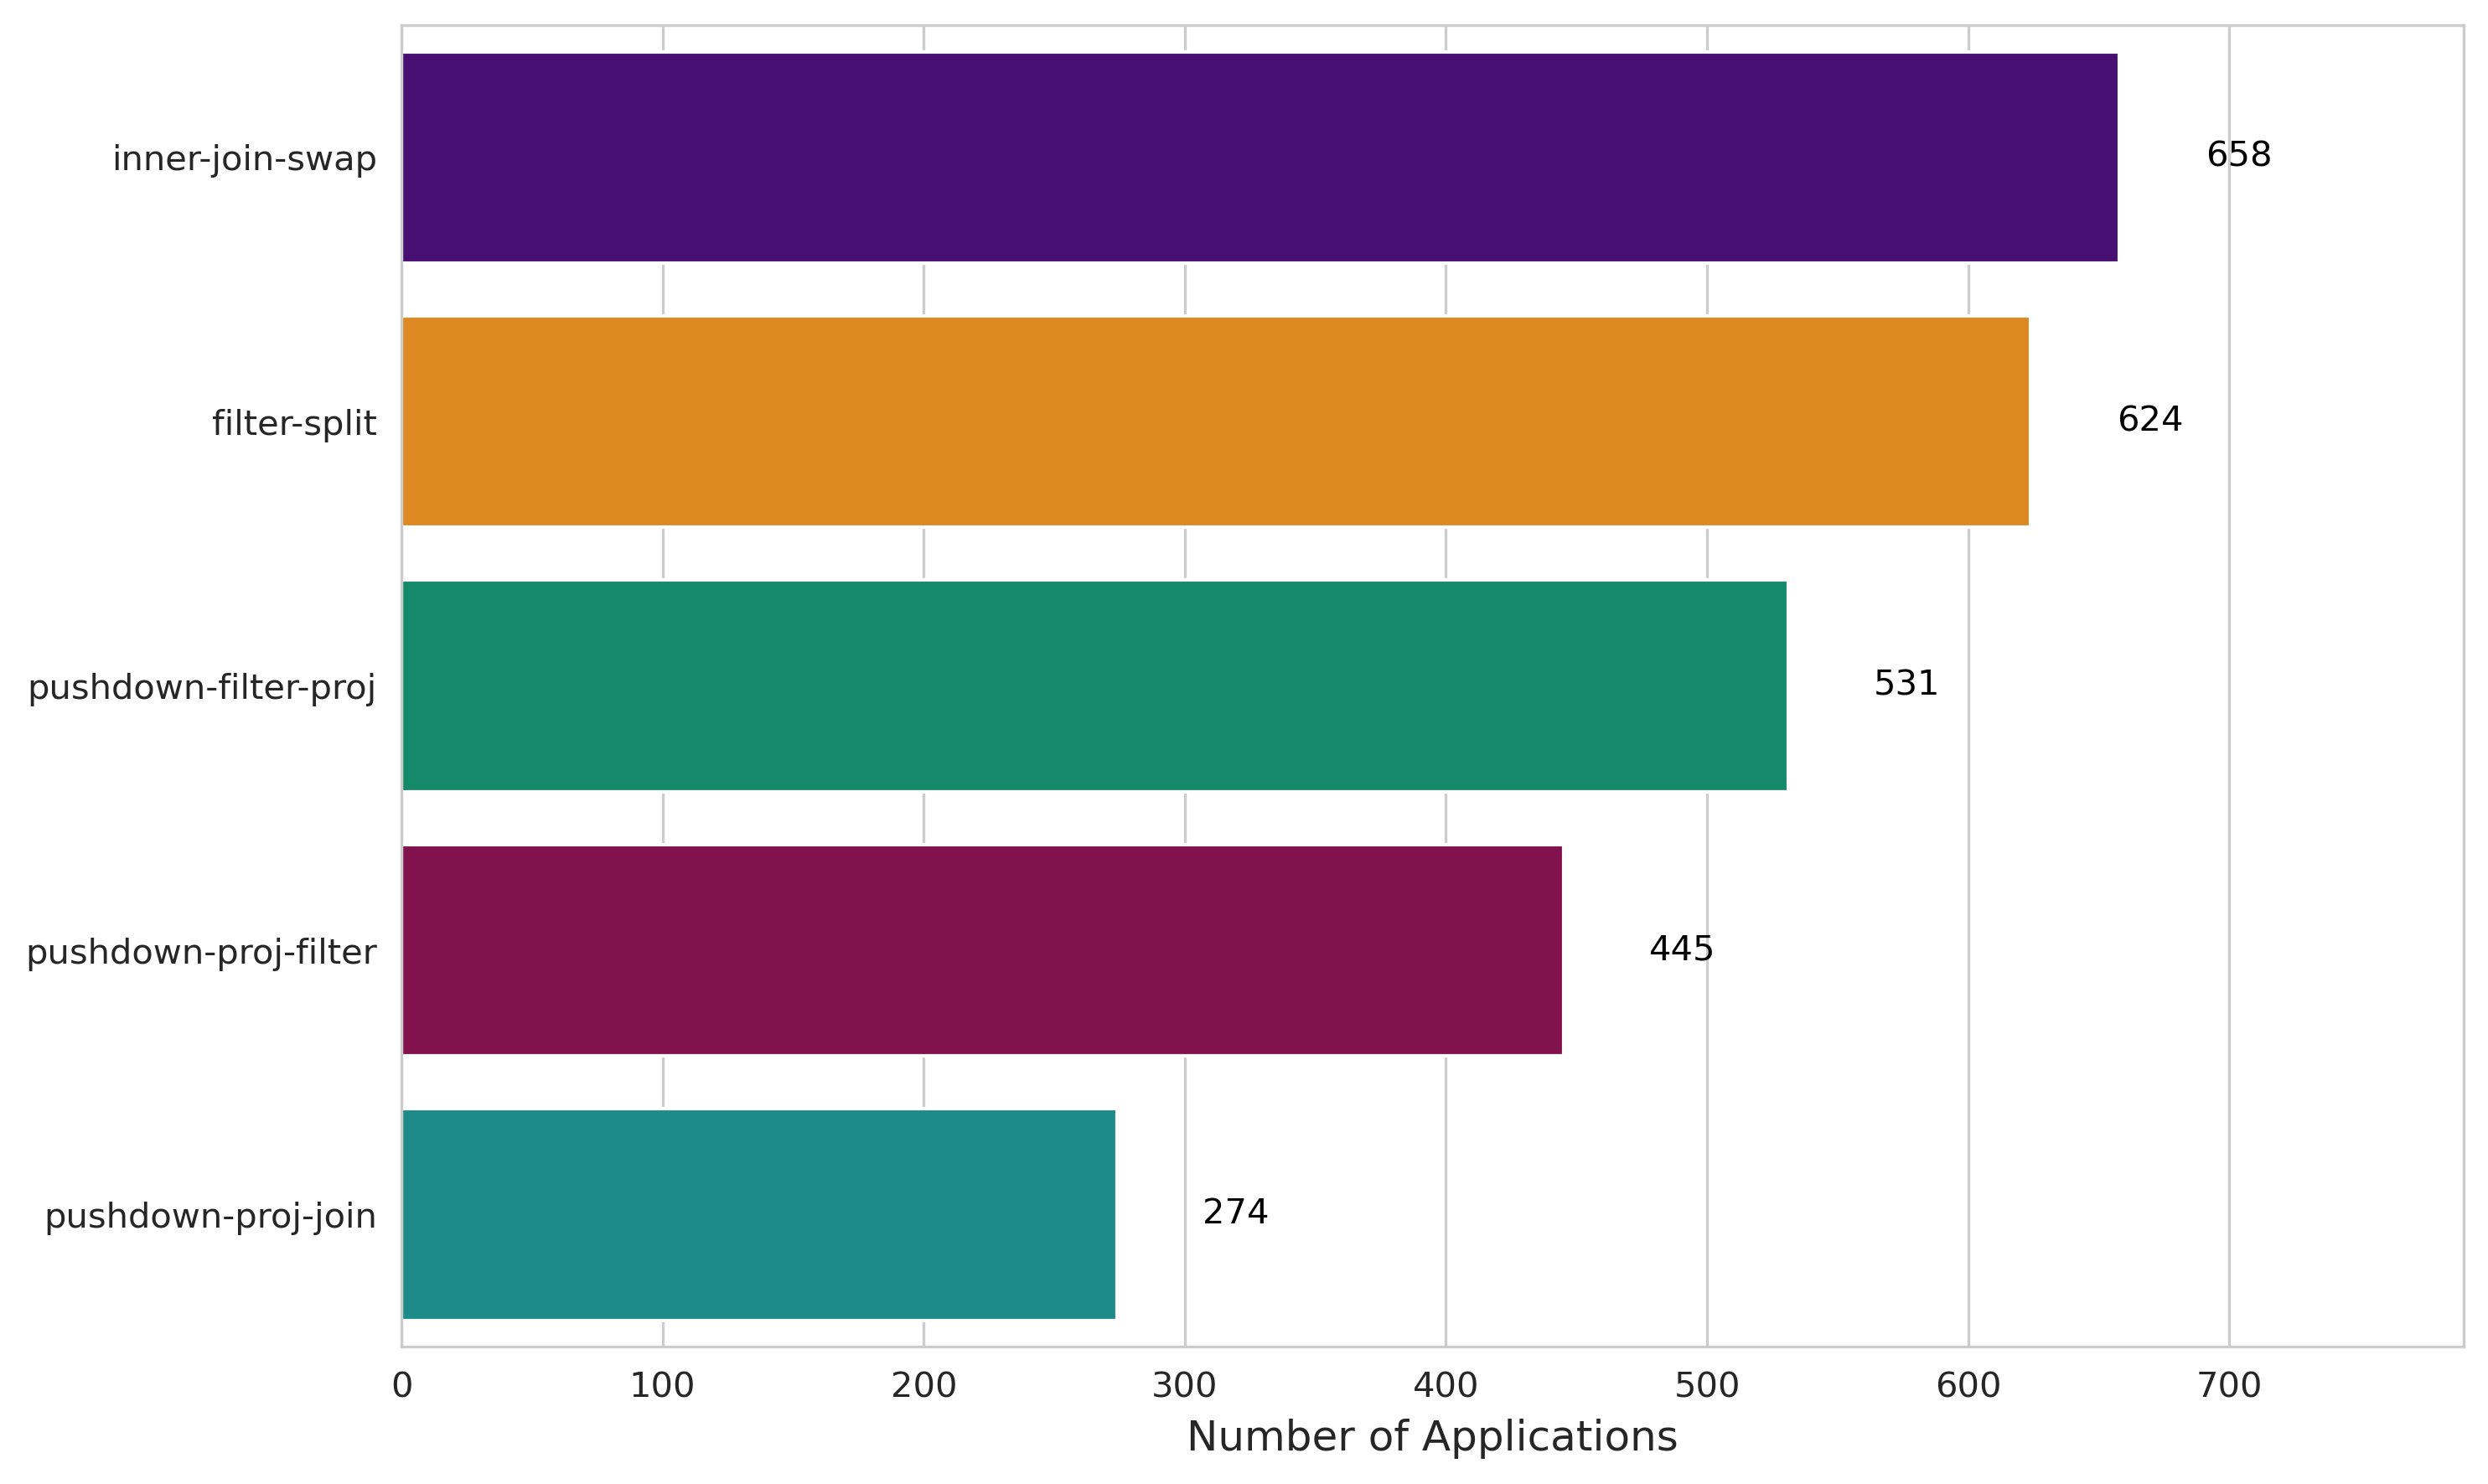 inner-join-swap
658
filter-split
624
pushdown-filter-proj
531
pushdown-proj-filter
445
pushdown-proj-join
274
0 100 200 300 400 500 600 700
Number of Applications